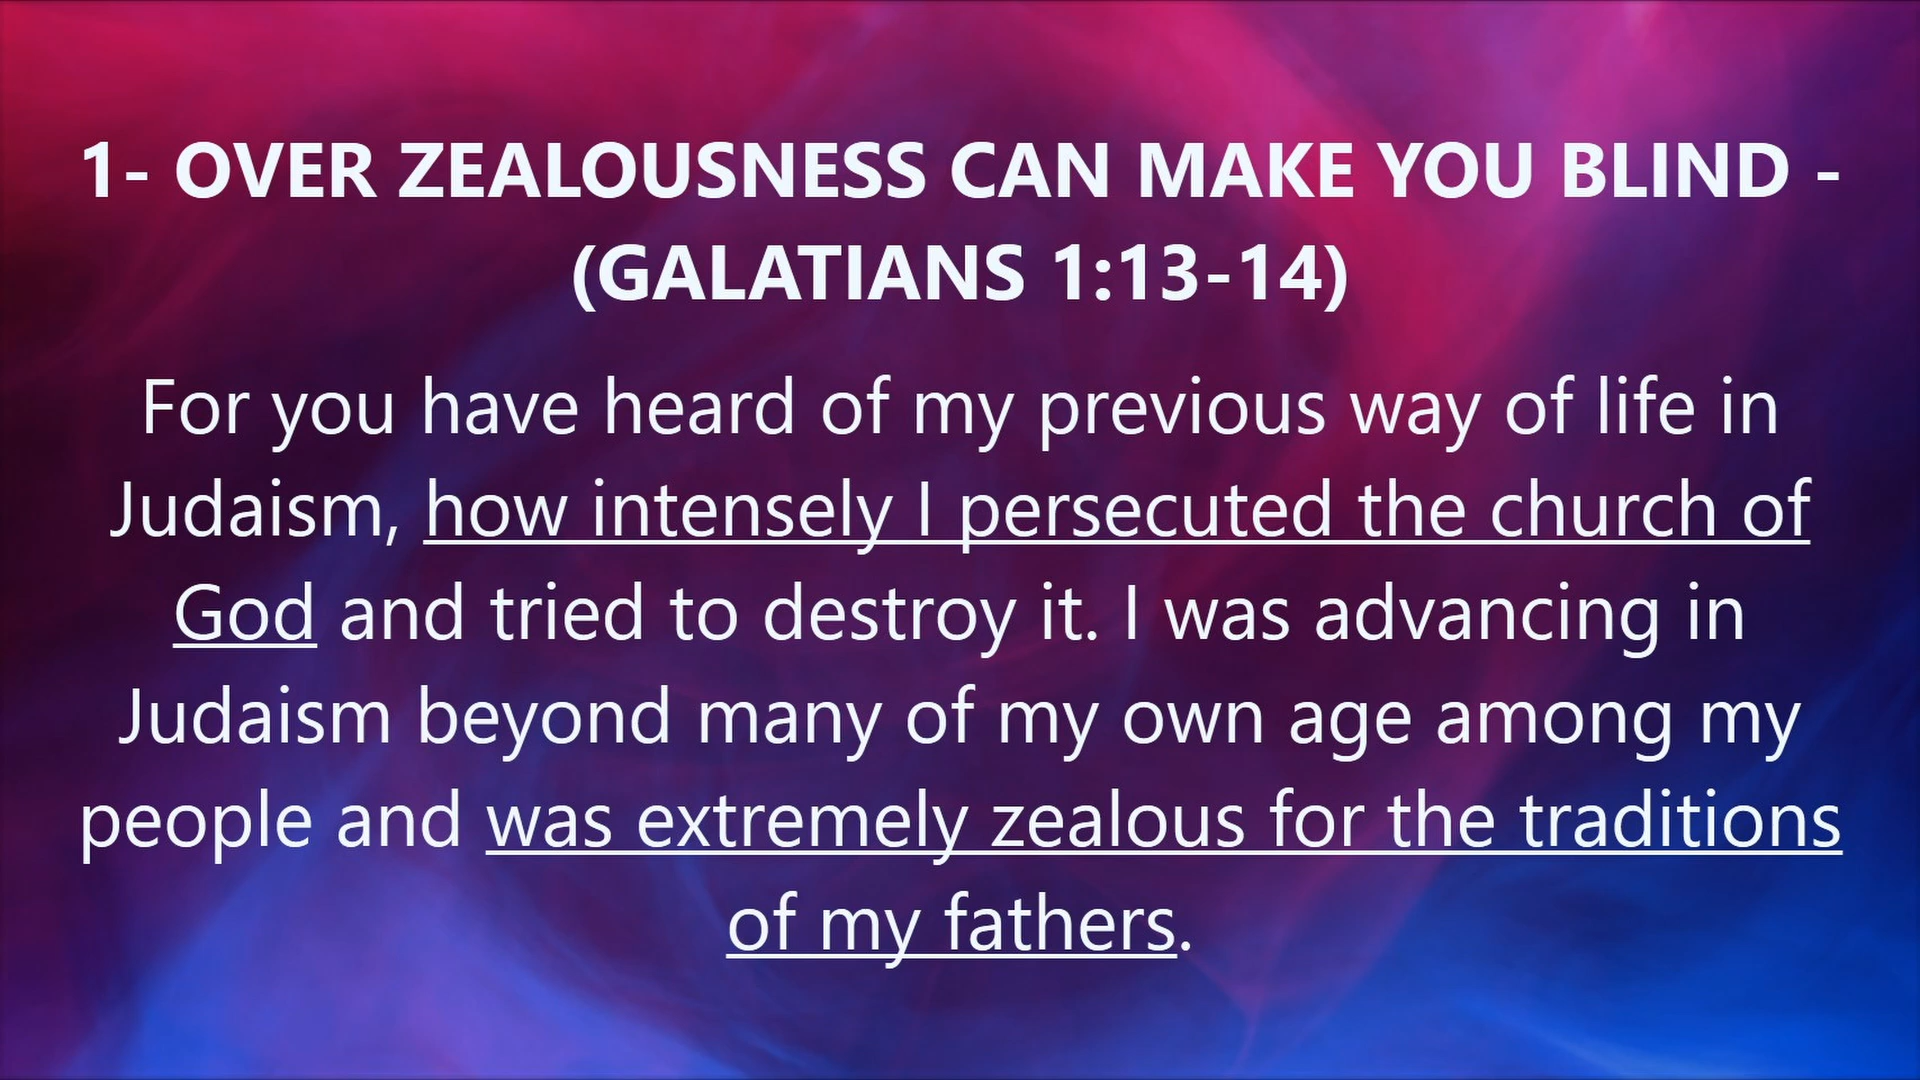 1- OVER ZEALOUSNESS CAN MAKE YOU BLIND -
(GALATIANS 1:13-14)
For you have heard of my previous way of life in
Judaism, how intensely I persecuted the church of
God and tried to destroy it. I was advancing in
Judaism beyond many of my own age among my
people and was extremely zealous for the traditions
of my fathers.